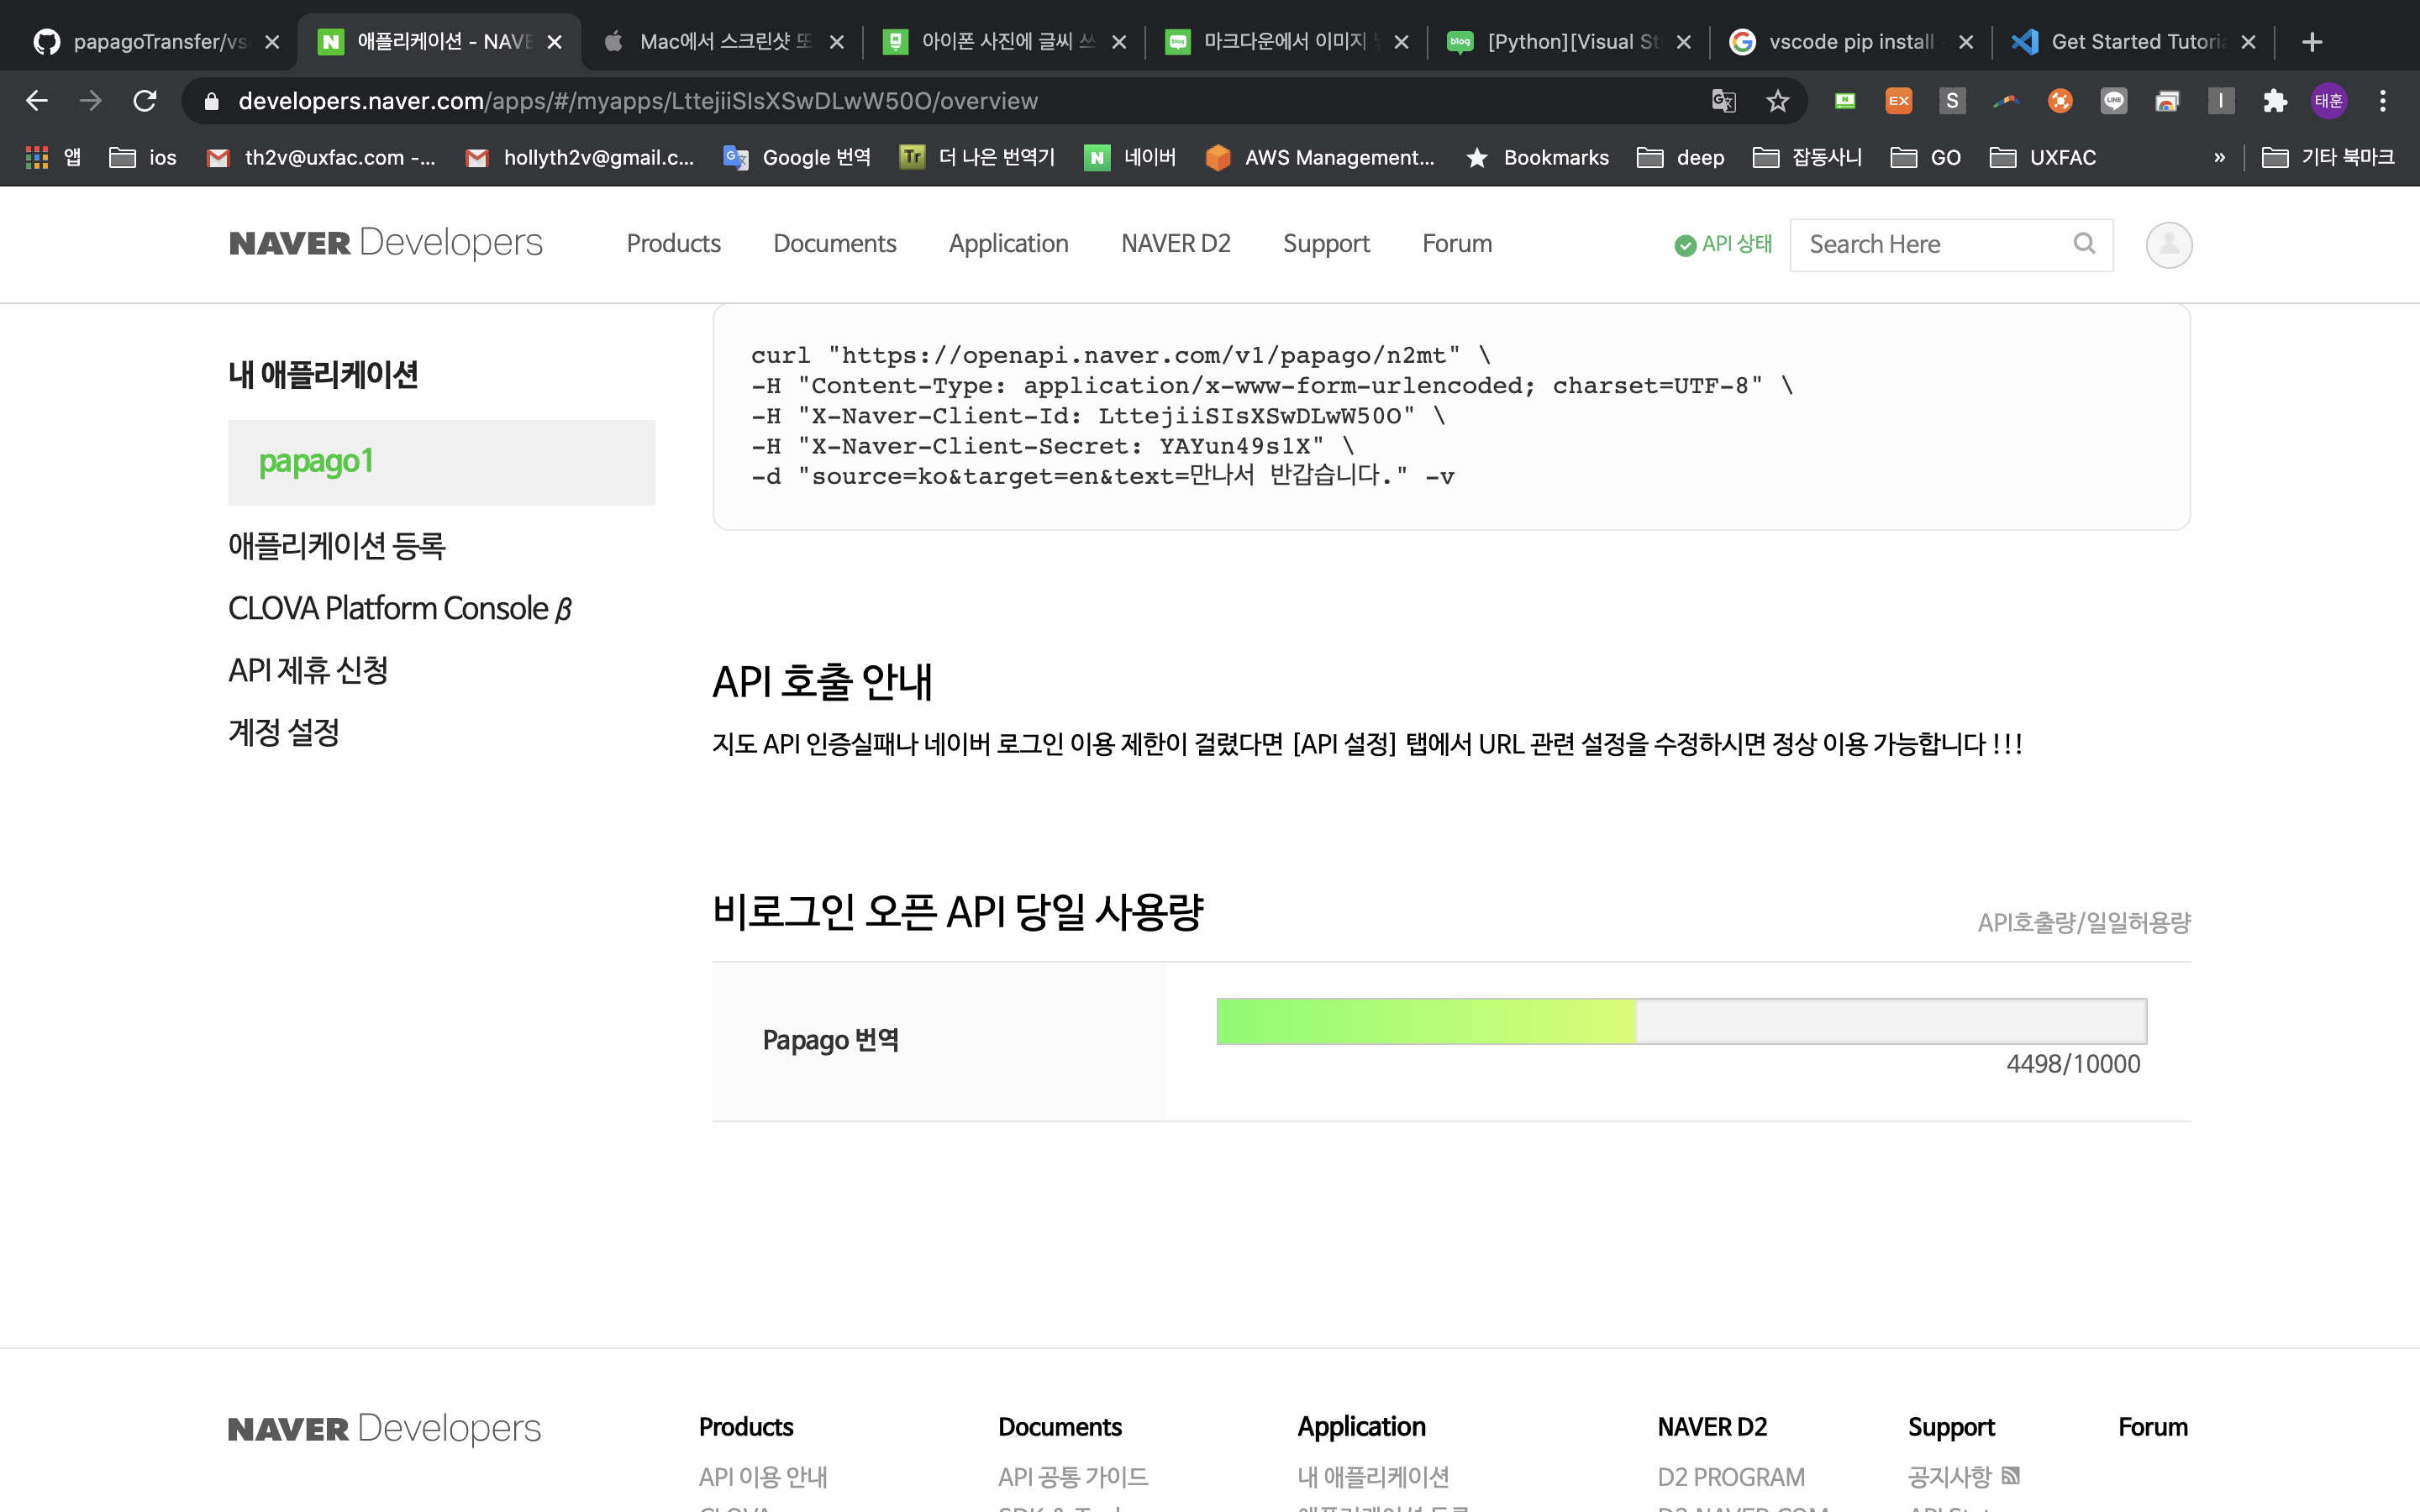 papagoTransfer/vs
애플리케이션 - NAVE
Mac에서 스크린샷 또
아이폰 사진에 글씨 쓰
마크다운에서 이미지
[Python][Visual St
vscode pip install
Get Started Tutoria
developers.naver.com/apps/#/myapps/LttejiiSIsXSwDLwW50O/overview
EX
S
LINE
I
태훈
앱
ios
th2v@uxfac.com -...
hollyth2v@gmail.c...
Google 번역
Tr
더 나은 번역기
N
네이버
AWS Management...
Bookmarks
deep
잡동사니
GO
UXFAC
»
기타 북마크
NAVER Developers
Products
Documents
Application
NAVER D2
Support
Forum
API 상태
Search Here
내 애플리케이션
papago1
애플리케이션 등록
CLOVA Platform Console β
API 제휴 신청
계정 설정
curl "https://openapi.naver.com/v1/papago/n2mt" \
-H "Content-Type: application/x-www-form-urlencoded; charset=UTF-8" \
-H "X-Naver-Client-Id: LttejiiSIsXSwDLwW50O" \
-H "X-Naver-Client-Secret: YAYun49s1X" \
-d "source=ko&target=en&text=만나서 반갑습니다." -v
API 호출 안내
지도 API 인증실패나 네이버 로그인 이용 제한이 걸렸다면 [API 설정] 탭에서 URL 관련 설정을 수정하시면 정상 이용 가능합니다 !!!
비로그인 오픈 API 당일 사용량
API호출량/일일허용량
Papago 번역
4498/10000
NAVER Developers
Products
Documents
Application
NAVER D2
Support
Forum
API 이용 안내
API 공통 가이드
내 애플리케이션
D2 PROGRAM
공지사항